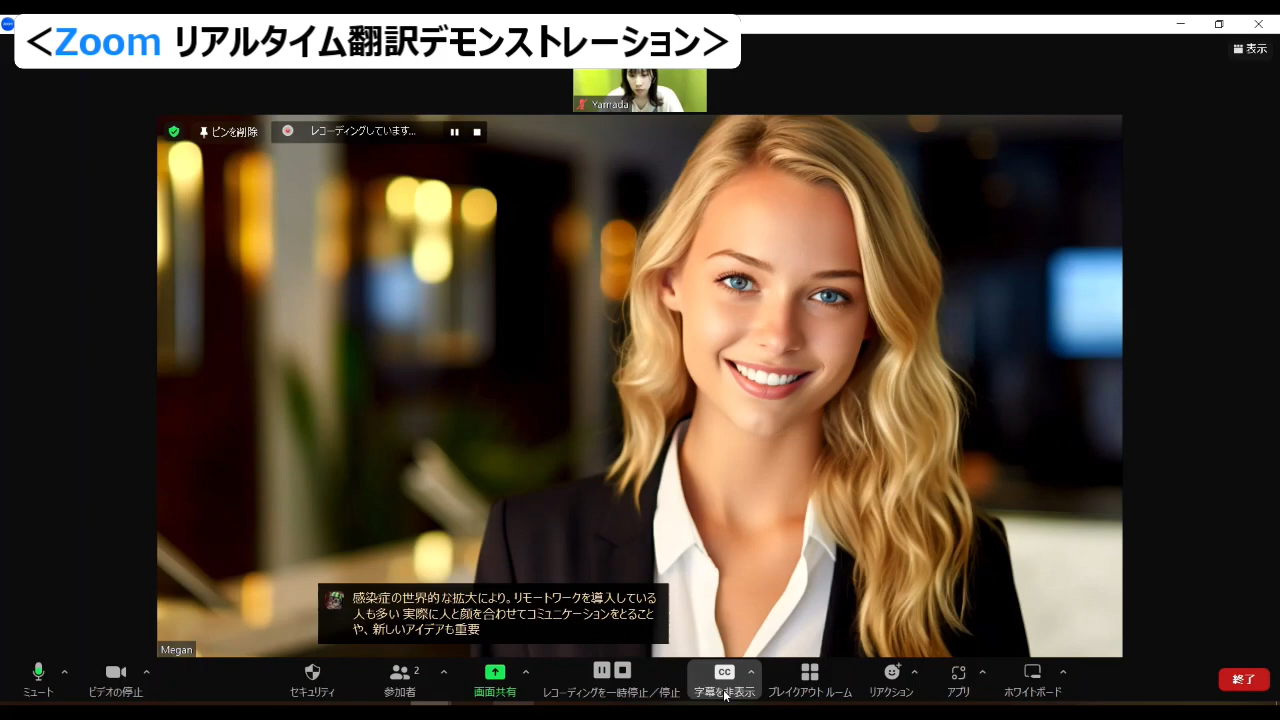 ＜Zoom リアルタイム翻訳デモンストレーション＞
表示
Yamada
ピンを削除
レコーディングしています...
感染症の世界的な拡大により。リモートワークを導入している
人も多い 実際に人と顔を合わせてコミュニケーションをとること
や、新しいアイデアも重要
Megan
ミュート
ビデオの停止
セキュリティ
2
参加者
画面共有
レコーディングを一時停止／停止
CC
字幕を非表示
ブレイクアウト ルーム
リアクション
アプリ
ホワイトボード
終了